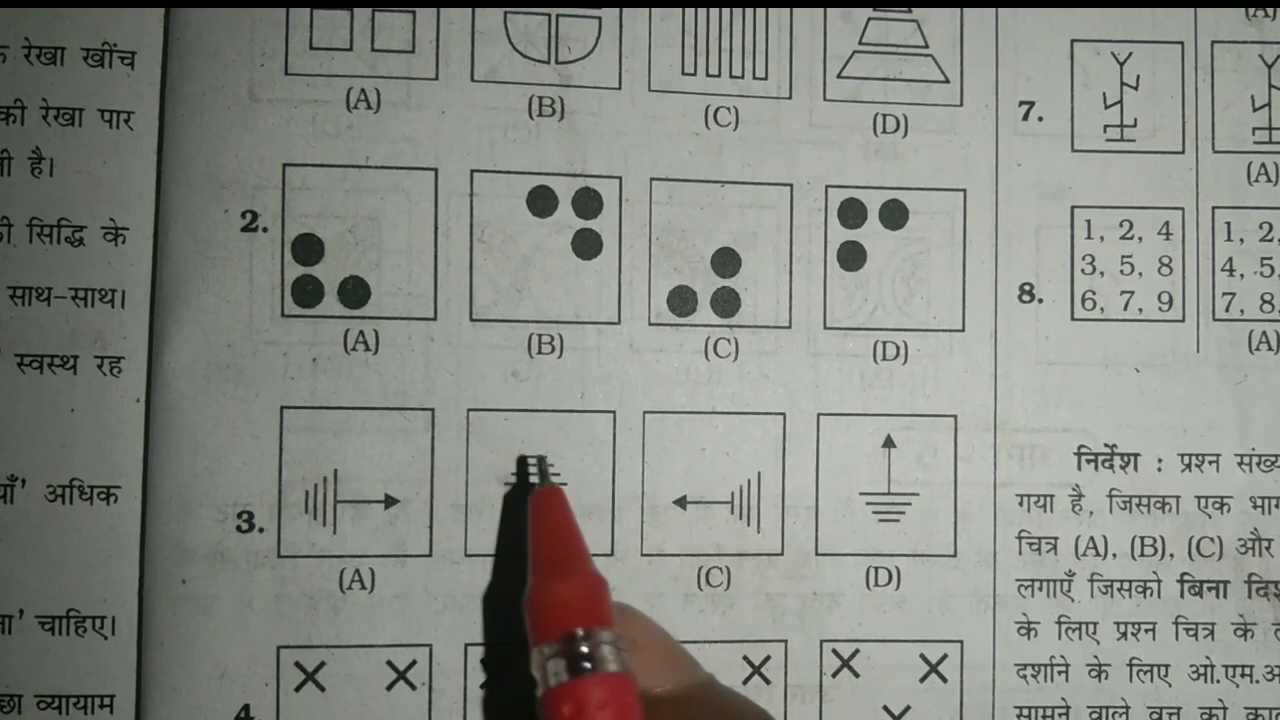 रेखा खींच
की रेखा पार
है।
सिद्धि के
साथ-साथ।
स्वस्थ रह
अधिक
चाहिए।
व्यायाम
(A) (B) (C) (D)
2.
(A) (B) (C) (D)
3.
(A) (C) (D)
4
(A)
7.
(A)
8.
1, 2, 4
3, 5, 8
6, 7, 9
1, 2,
4, 5,
7, 8,
(A)
निर्देश : प्रश्न
गया है, जिसका एक
चित्र (A), (B), (C) और
लगाएँ जिसको बिना
के लिए प्रश्न चित्र के
दर्शाने के लिए ओ.एम.
सामने वाले वृत्त को